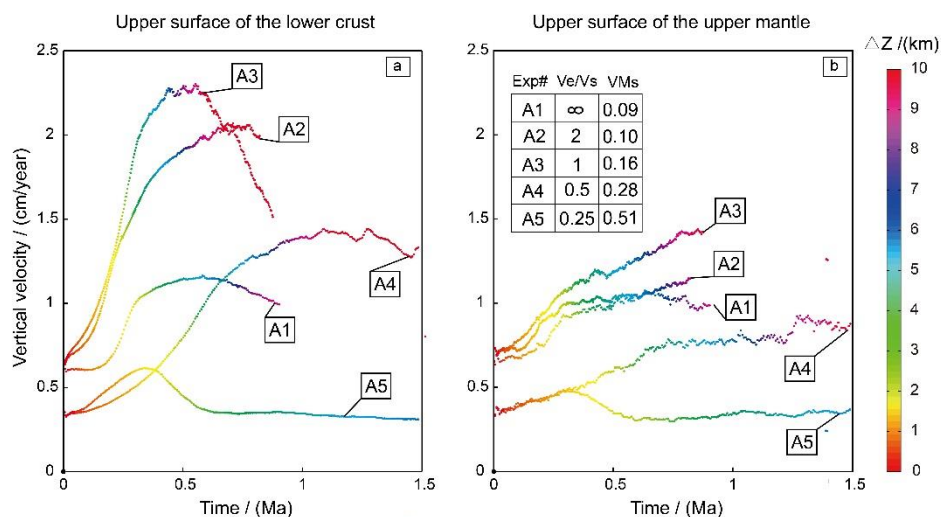 Upper surface of the lower crust
Upper surface of the upper mantle
△Z /(km)
Vertical velocity / (cm/year)
2.5
2
1.5
1
0.5
0
0
0.5
1
1.5
Time / (Ma)
a
A3
A2
A4
A1
A5
2.5
2
1.5
1
0.5
0
0
0.5
1
1.5
Time / (Ma)
b
Exp# Ve/Vs VMs
A1 ∞ 0.09
A2 2 0.10
A3 1 0.16
A4 0.5 0.28
A5 0.25 0.51
A3
A2
A1
A4
A5
10
9
8
7
6
5
4
3
2
1
0